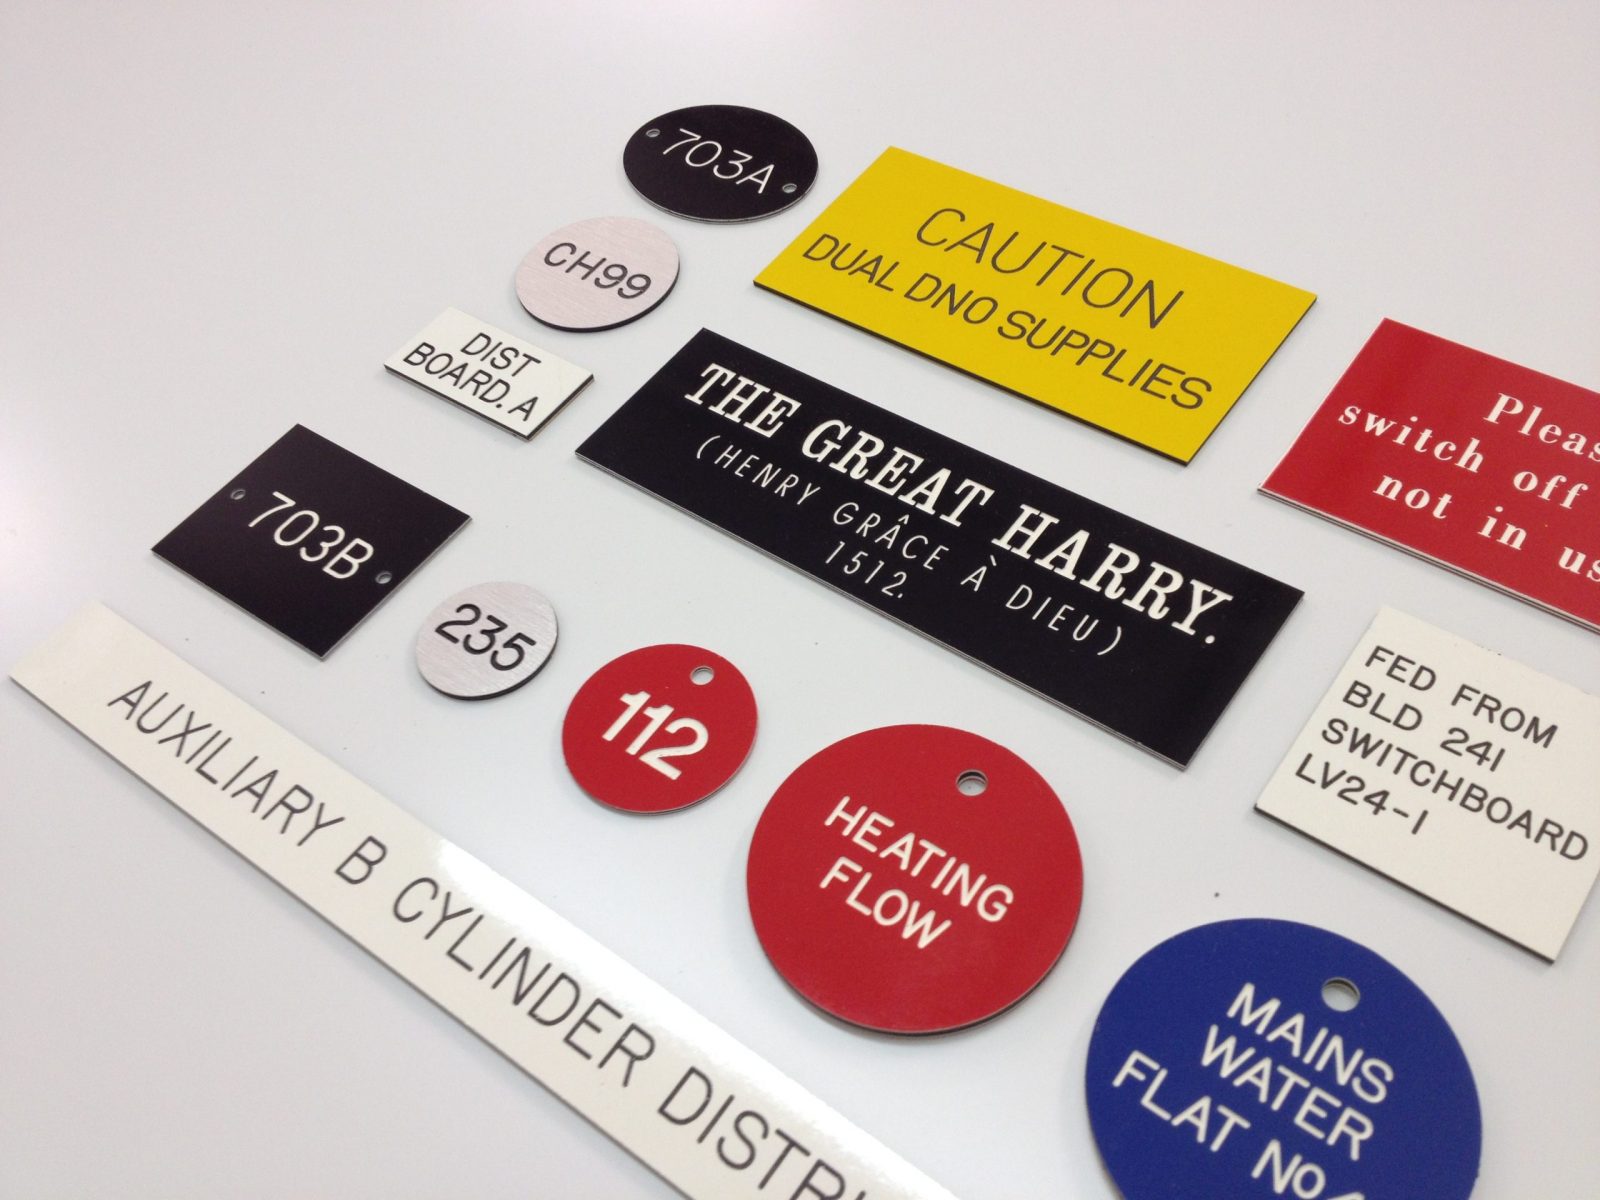 703A
CH99
DIST
BOARD. A
CAUTION
DUAL DNO SUPPLIES
THE GREAT HARRY.
(HENRY GRÂCE À DIEU)
1512.
switch off
not in
703B
235
112
HEATING
FLOW
FED FROM
BLD 241
SWITCHBOARD
LV24-1
AUXILIARY B CYLINDER
MAINS
WATER
FLAT No